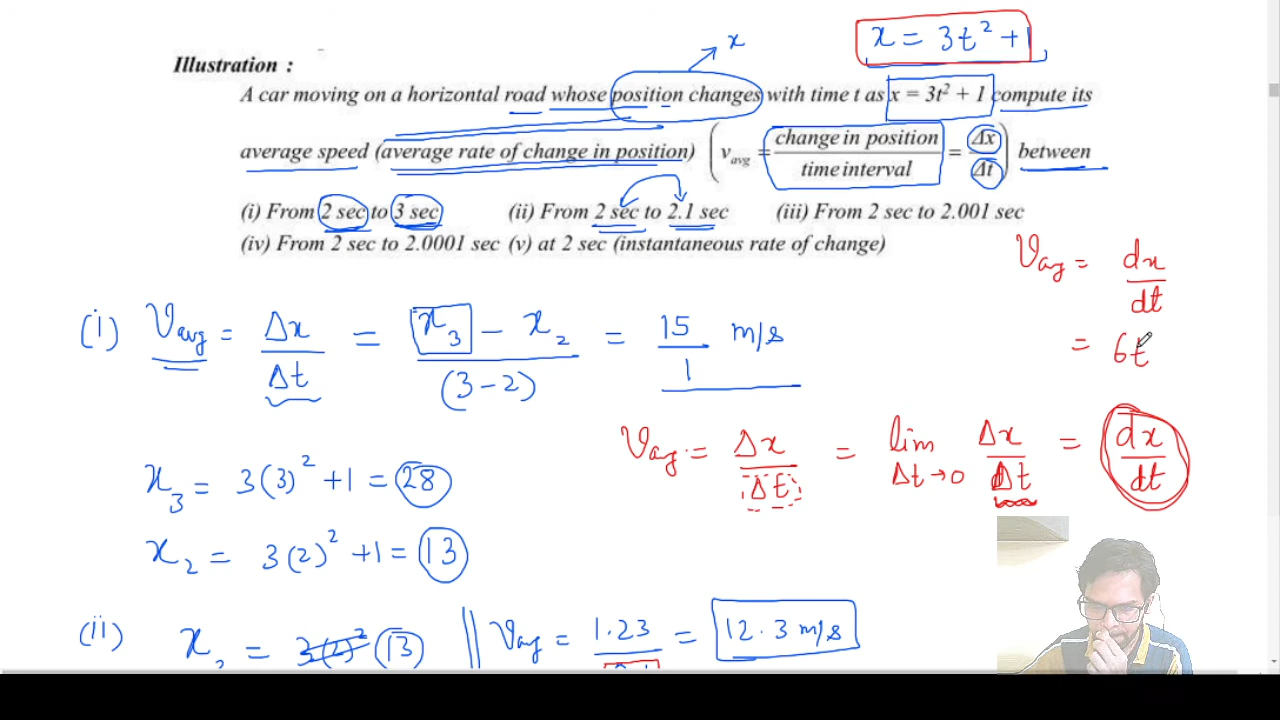 x = 3t² + 1
Illustration :
x
A car moving on a horizontal road whose position changes with time t as x = 3t² + 1 compute its
average speed (average rate of change in position) (v_avg = change in position / time interval = Δx / Δt) between
(i) From 2 sec to 3 sec (ii) From 2 sec to 2.1 sec (iii) From 2 sec to 2.001 sec
(iv) From 2 sec to 2.0001 sec (v) at 2 sec (instantaneous rate of change)
V_avg = dx / dt
= 6t
(i) V_avg = Δx / Δt = x₃ - x₂ / (3-2) = 15 / 1 m/s
V_avg = Δx / Δt = lim Δt→0 Δx / Δt = dx / dt
x₃ = 3(3)² + 1 = 28
x₂ = 3(2)² + 1 = 13
(ii) x₂ = 3(2)² 13 || V_avg = 1.23 = 12.3 m/s